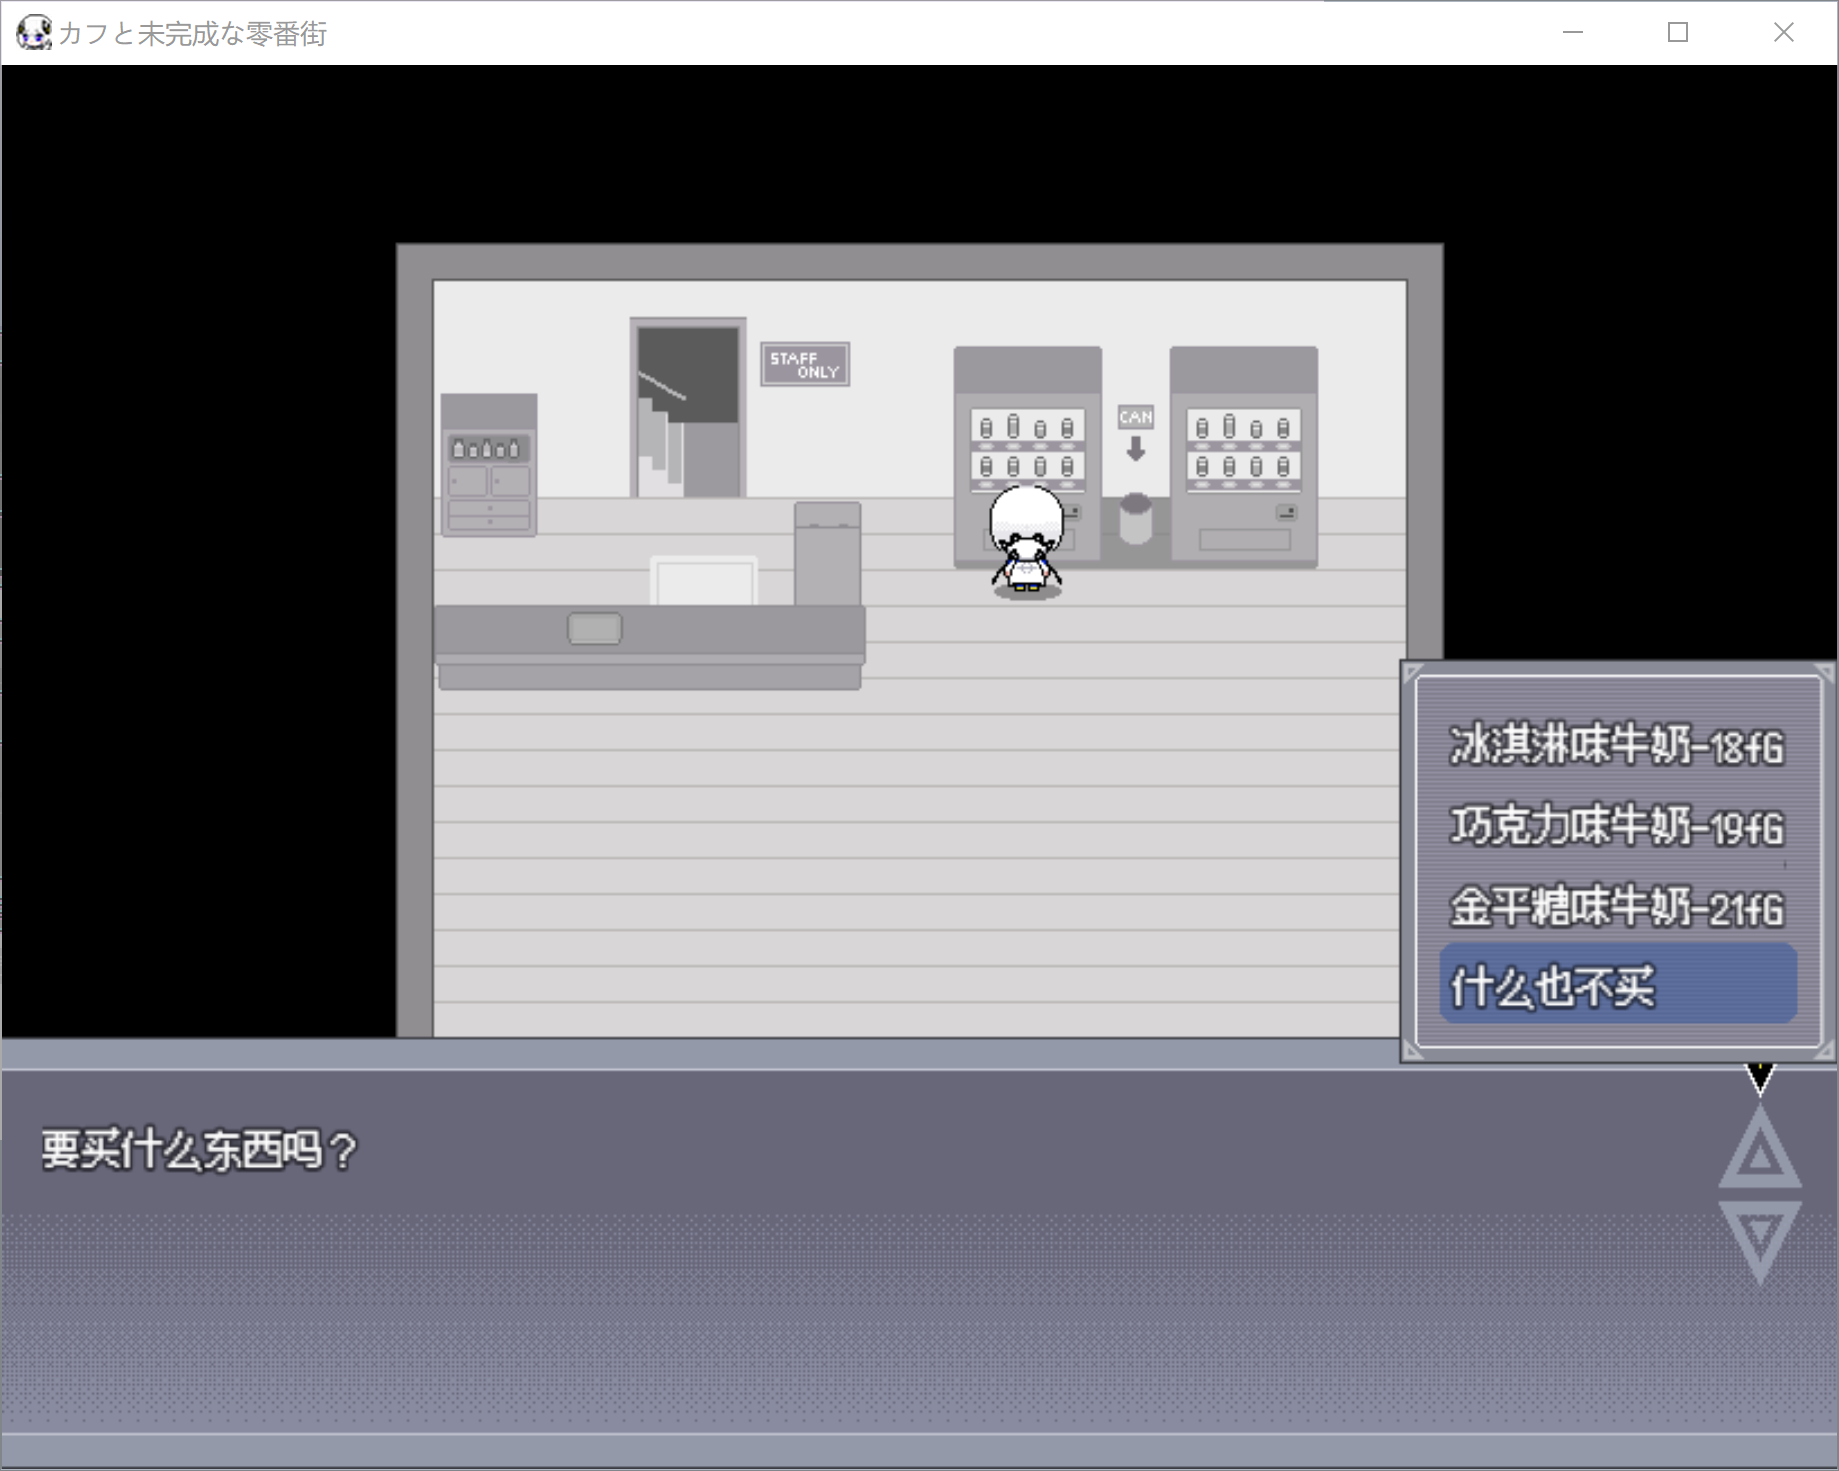 カフと未完成な零番街
STAFF
ONLY
CAN
冰淇淋味牛奶-18fG
巧克力味牛奶-19fG
金平糖味牛奶-21fG
什么也不买
要买什么东西吗？